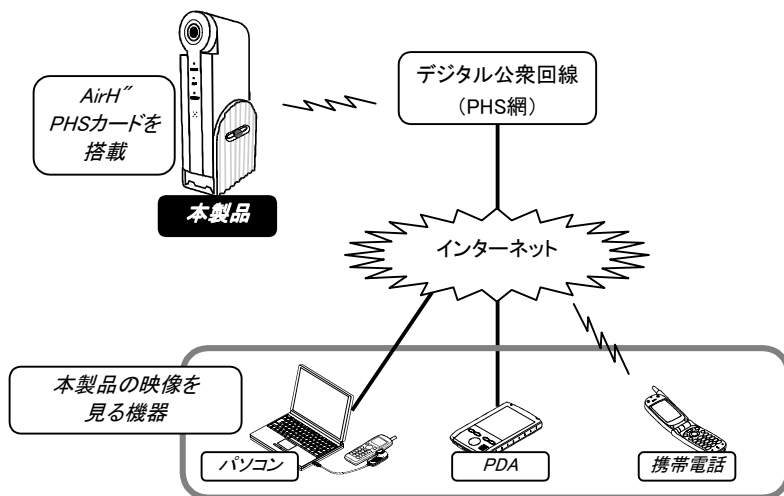 AirH"
PHSカードを
搭載
デジタル公衆回線
（PHS網）
本製品
インターネット
本製品の映像を
見る機器
パソコン
PDA
携帯電話